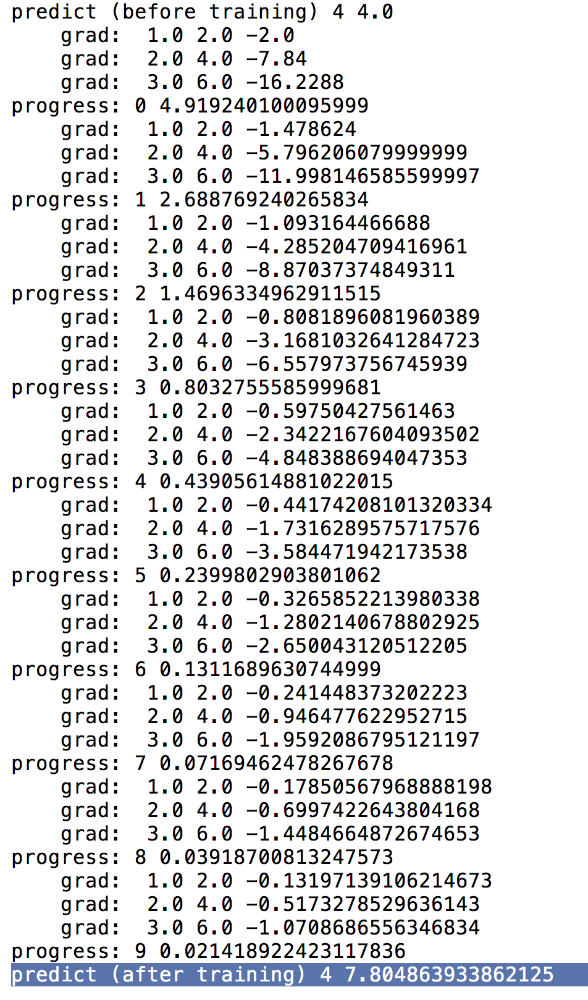 predict (before training) 4 4.0
grad: 1.0 2.0 -2.0
grad: 2.0 4.0 -7.84
grad: 3.0 6.0 -16.2288
progress: 0 4.919240100095999
grad: 1.0 2.0 -1.478624
grad: 2.0 4.0 -5.796206079999999
grad: 3.0 6.0 -11.998146585599997
progress: 1 2.688769240265834
grad: 1.0 2.0 -1.093164466688
grad: 2.0 4.0 -4.285204709416961
grad: 3.0 6.0 -8.87037374849311
progress: 2 1.4696334962911515
grad: 1.0 2.0 -0.8081896081960389
grad: 2.0 4.0 -3.1681032641284723
grad: 3.0 6.0 -6.557973756745939
progress: 3 0.8032755585999681
grad: 1.0 2.0 -0.59750427561463
grad: 2.0 4.0 -2.3422167604093502
grad: 3.0 6.0 -4.848388694047353
progress: 4 0.43905614881022015
grad: 1.0 2.0 -0.44174208101320334
grad: 2.0 4.0 -1.7316289575717576
grad: 3.0 6.0 -3.584471942173538
progress: 5 0.2399802903801062
grad: 1.0 2.0 -0.3265852213980338
grad: 2.0 4.0 -1.2802140678802925
grad: 3.0 6.0 -2.650043120512205
progress: 6 0.1311689630744999
grad: 1.0 2.0 -0.241448373202223
grad: 2.0 4.0 -0.946477622952715
grad: 3.0 6.0 -1.9592086795121197
progress: 7 0.07169462478267678
grad: 1.0 2.0 -0.17850567968888198
grad: 2.0 4.0 -0.6997422643804168
grad: 3.0 6.0 -1.4484664872674653
progress: 8 0.03918700813247573
grad: 1.0 2.0 -0.13197139106214673
grad: 2.0 4.0 -0.5173278529636143
grad: 3.0 6.0 -1.0708686556346834
progress: 9 0.021418922423117836
predict (after training) 4 7.804863933862125